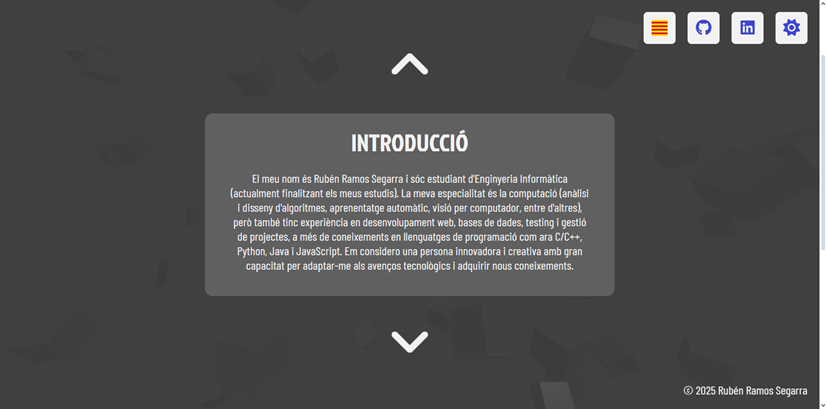 INTRODUCCIÓ
El meu nom és Rubén Ramos Segarra i sóc estudiant d'Enginyeria Informàtica
(actualment finalitzant els meus estudis). La meva especialitat és la computació (anàlisi
i disseny d'algoritmes, aprenentatge automàtic, visió per computador, entre d'altres),
però també tinc experiència en desenvolupament web, bases de dades, testing i gestió
de projectes, a més de coneixements en llenguatges de programació com ara C/C++,
Python, Java i JavaScript. Em considero una persona innovadora i creativa amb gran
capacitat per adaptar-me als avenços tecnològics i adquirir nous coneixements.
© 2025 Rubén Ramos Segarra